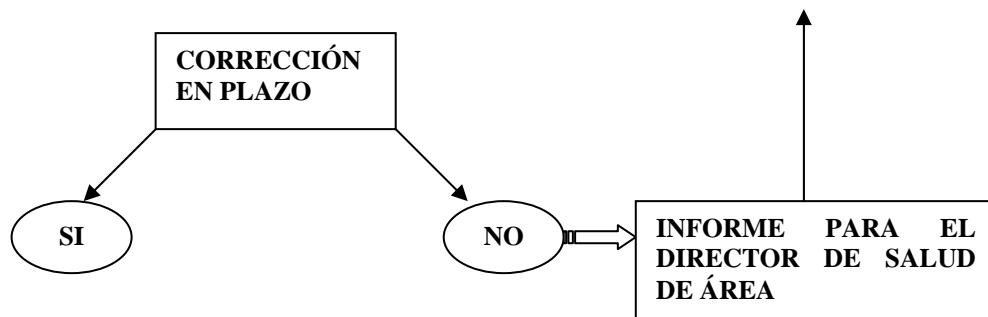 CORRECCIÓN
EN PLAZO
SI
NO
INFORME PARA EL
DIRECTOR DE SALUD
DE ÁREA